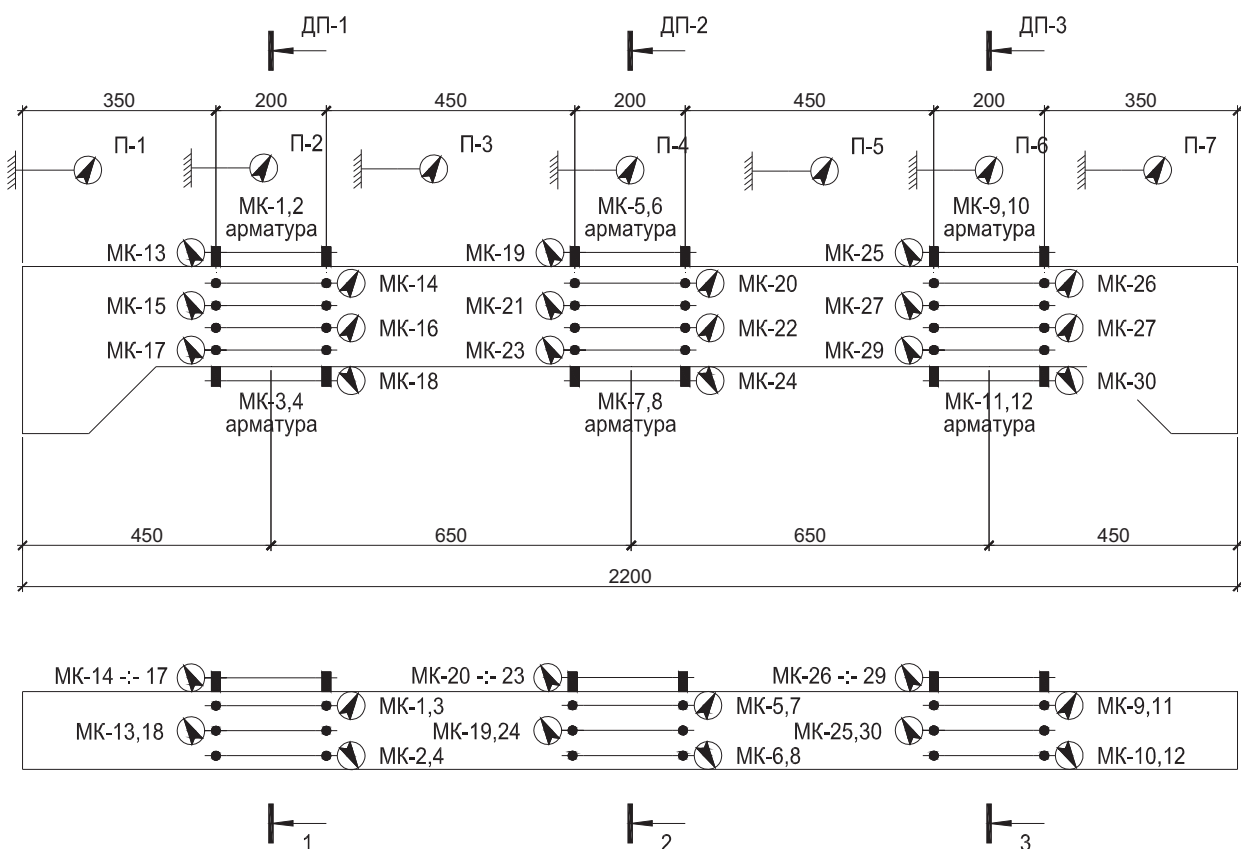 ДП-1 ДП-2 ДП-3
350 200 450 200 450 200 350
П-1 П-2 П-3 П-4 П-5 П-6 П-7
МК-1,2 МК-5,6 МК-9,10
арматура арматура арматура
МК-13 МК-19 МК-25
МК-14 МК-20 МК-26
МК-15 МК-21 МК-27
МК-16 МК-22 МК-27
МК-17 МК-23 МК-29
МК-18 МК-24 МК-30
МК-3,4 МК-7,8 МК-11,12
арматура арматура арматура
450 650 650 450
2200
МК-14 -:- 17 МК-20 -:- 23 МК-26 -:- 29
МК-1,3 МК-5,7 МК-9,11
МК-13,18 МК-19,24 МК-25,30
МК-2,4 МК-6,8 МК-10,12
1 2 3